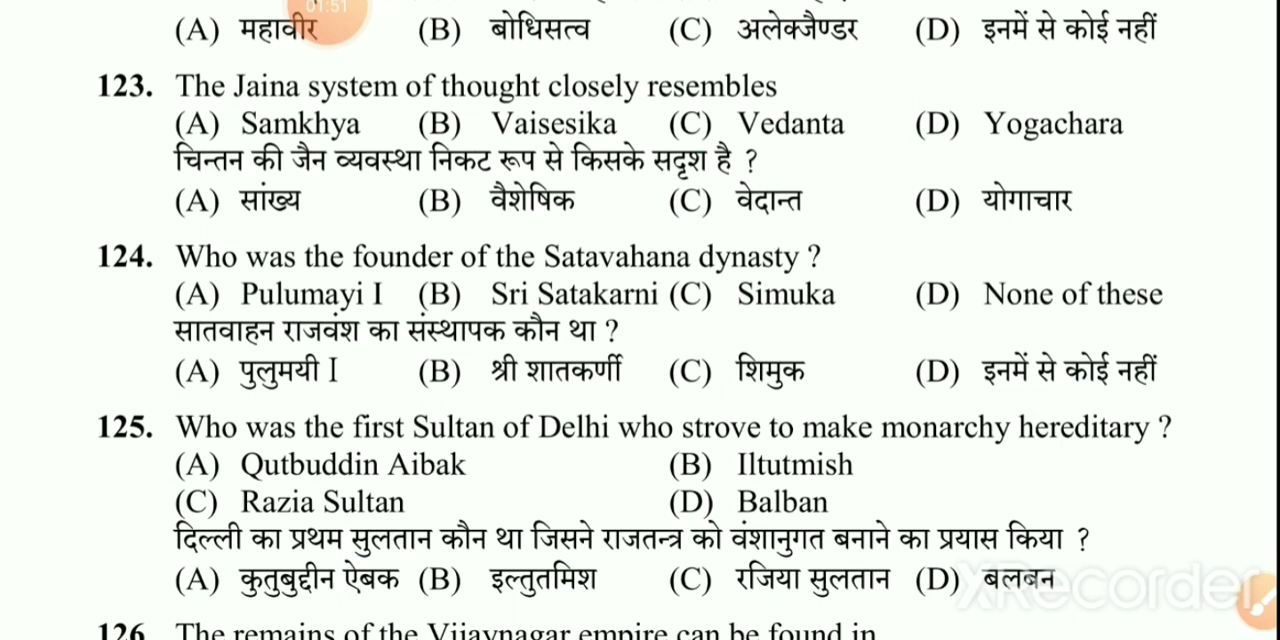 01:51
(A) महावीर (B) बोधिसत्व (C) अलेक्जैण्डर (D) इनमें से कोई नहीं
123. The Jaina system of thought closely resembles
(A) Samkhya (B) Vaisesika (C) Vedanta (D) Yogachara
चिन्तन की जैन व्यवस्था निकट रूप से किसके सदृश है ?
(A) सांख्य (B) वैशेषिक (C) वेदान्त (D) योगाचार
124. Who was the founder of the Satavahana dynasty ?
(A) Pulumayi I (B) Sri Satakarni (C) Simuka (D) None of these
सातवाहन राजवंश का संस्थापक कौन था ?
(A) पुलुमयी I (B) श्री शातकर्णी (C) शिमुक (D) इनमें से कोई नहीं
125. Who was the first Sultan of Delhi who strove to make monarchy hereditary ?
(A) Qutbuddin Aibak (B) Iltutmish
(C) Razia Sultan (D) Balban
दिल्ली का प्रथम सुलतान कौन था जिसने राजतन्त्र को वंशानुगत बनाने का प्रयास किया ?
(A) कुतुबुद्दीन ऐबक (B) इल्तुतमिश (C) रजिया सुलतान (D) बलबन
XRecorder
126. The remains of the Vijaynagar empire can be found in